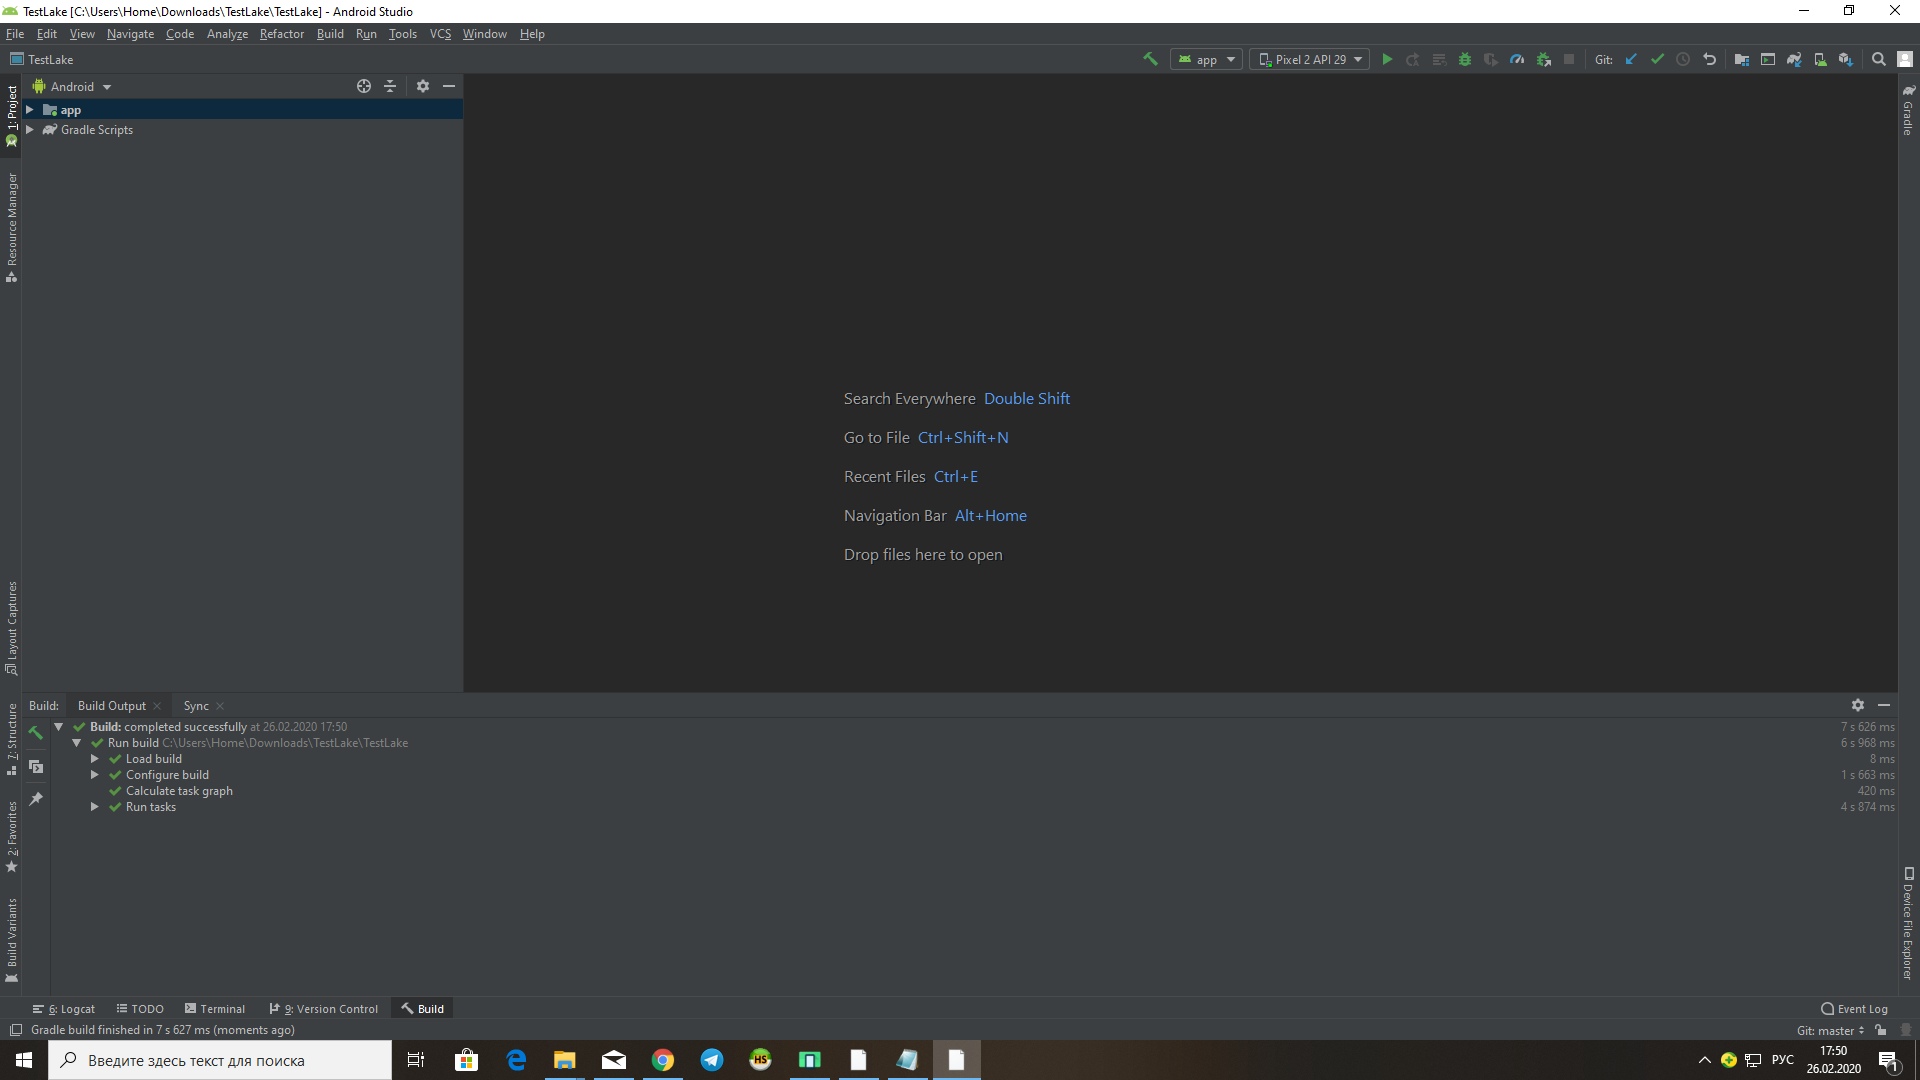 TestLake [C:\Users\Home\Downloads\TestLake\TestLake] - Android Studio
File Edit View Navigate Code Analyze Refactor Build Run Tools VCS Window Help
TestLake app Pixel 2 API 29 Git:
Android
app
Gradle Scripts
1: Project
Resource Manager
Layout Captures
7: Structure
2: Favorites
Build Variants
Gradle
Device File Explorer
Search Everywhere Double Shift
Go to File Ctrl+Shift+N
Recent Files Ctrl+E
Navigation Bar Alt+Home
Drop files here to open
Build: Build Output Sync
Build: completed successfully at 26.02.2020 17:50 7 s 626 ms
Run build C:\Users\Home\Downloads\TestLake\TestLake 6 s 968 ms
Load build 8 ms
Configure build 1 s 663 ms
Calculate task graph 420 ms
Run tasks 4 s 874 ms
6: Logcat TODO Terminal 9: Version Control Build Event Log
Gradle build finished in 7 s 627 ms (moments ago) Git: master
Введите здесь текст для поиска HS РУС 17:50
26.02.2020 1